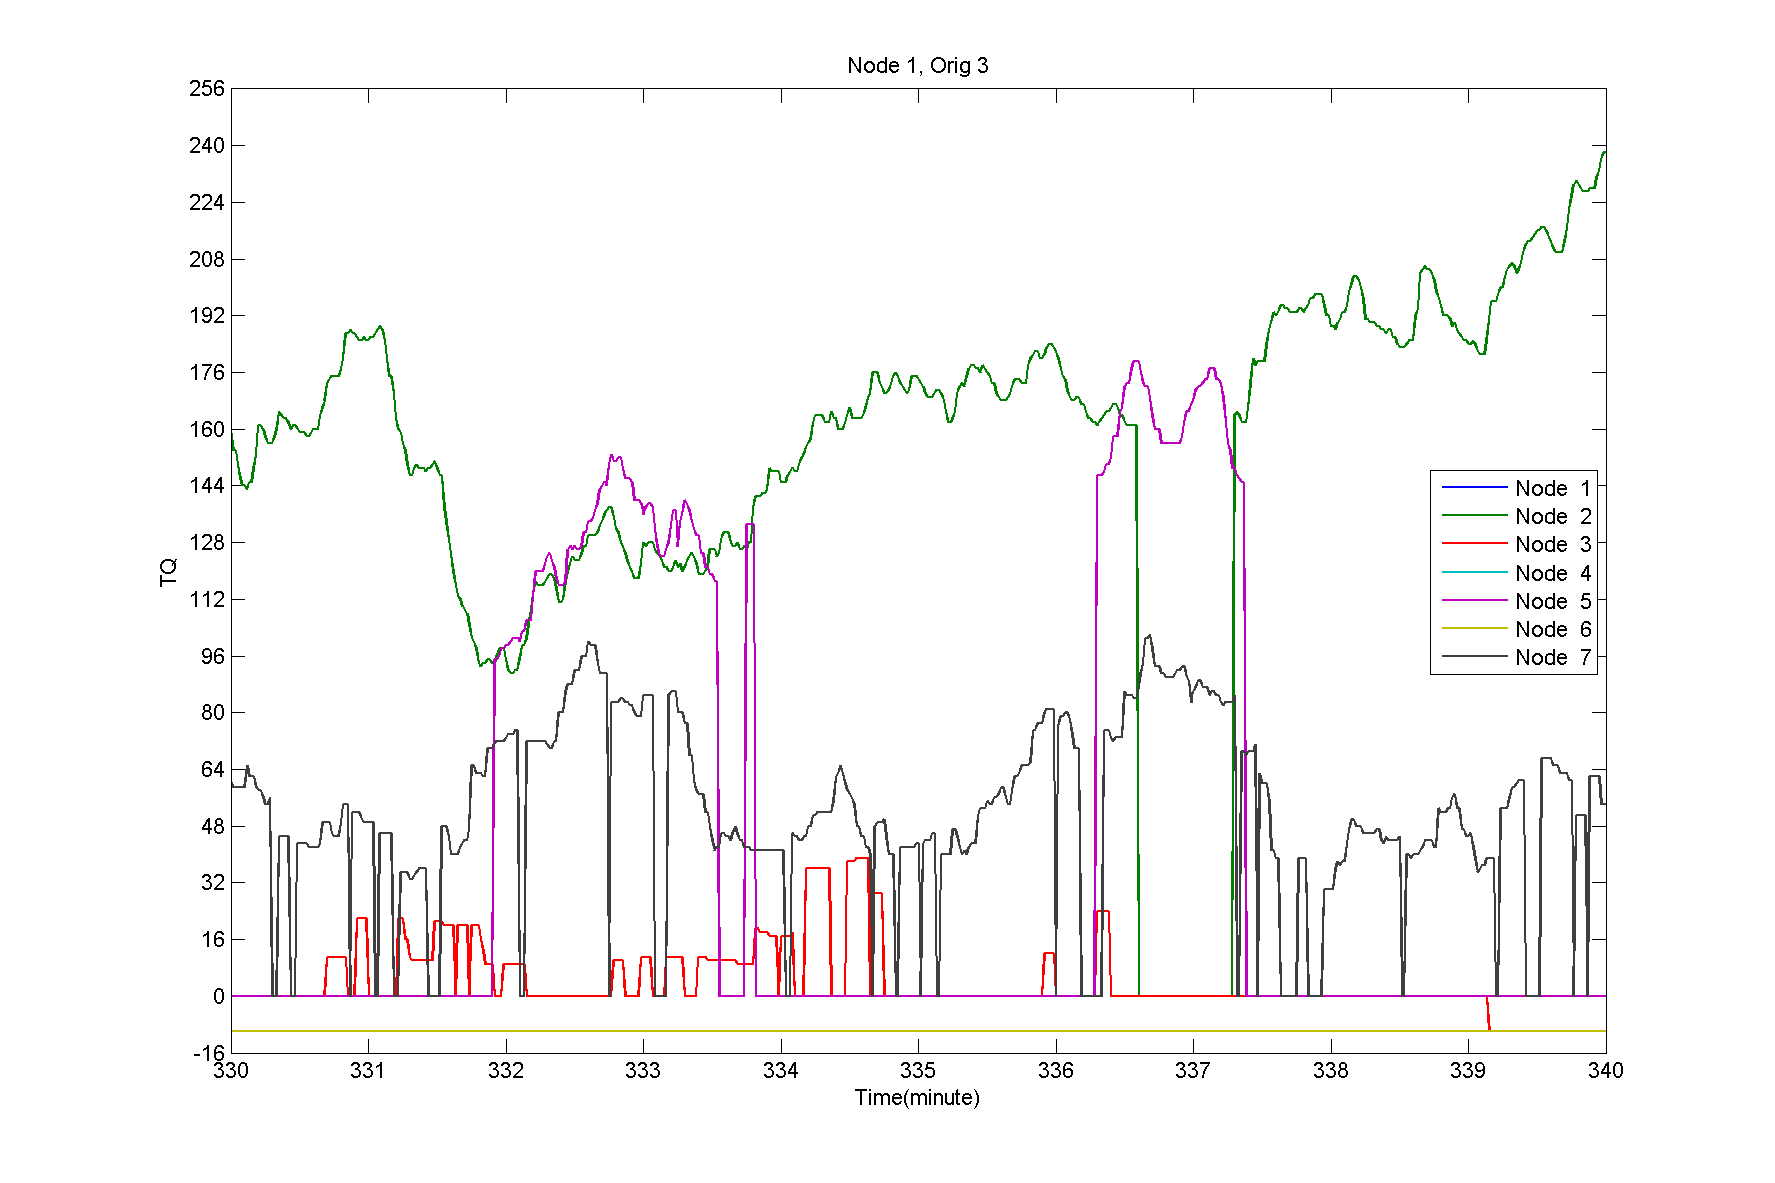 Node 1, Orig 3
256
240
224
208
192
176
160
144
128
112
96
80
64
48
32
16
0
-16
TQ
Node 1
Node 2
Node 3
Node 4
Node 5
Node 6
Node 7
330 331 332 333 334 335 336 337 338 339 340
Time(minute)